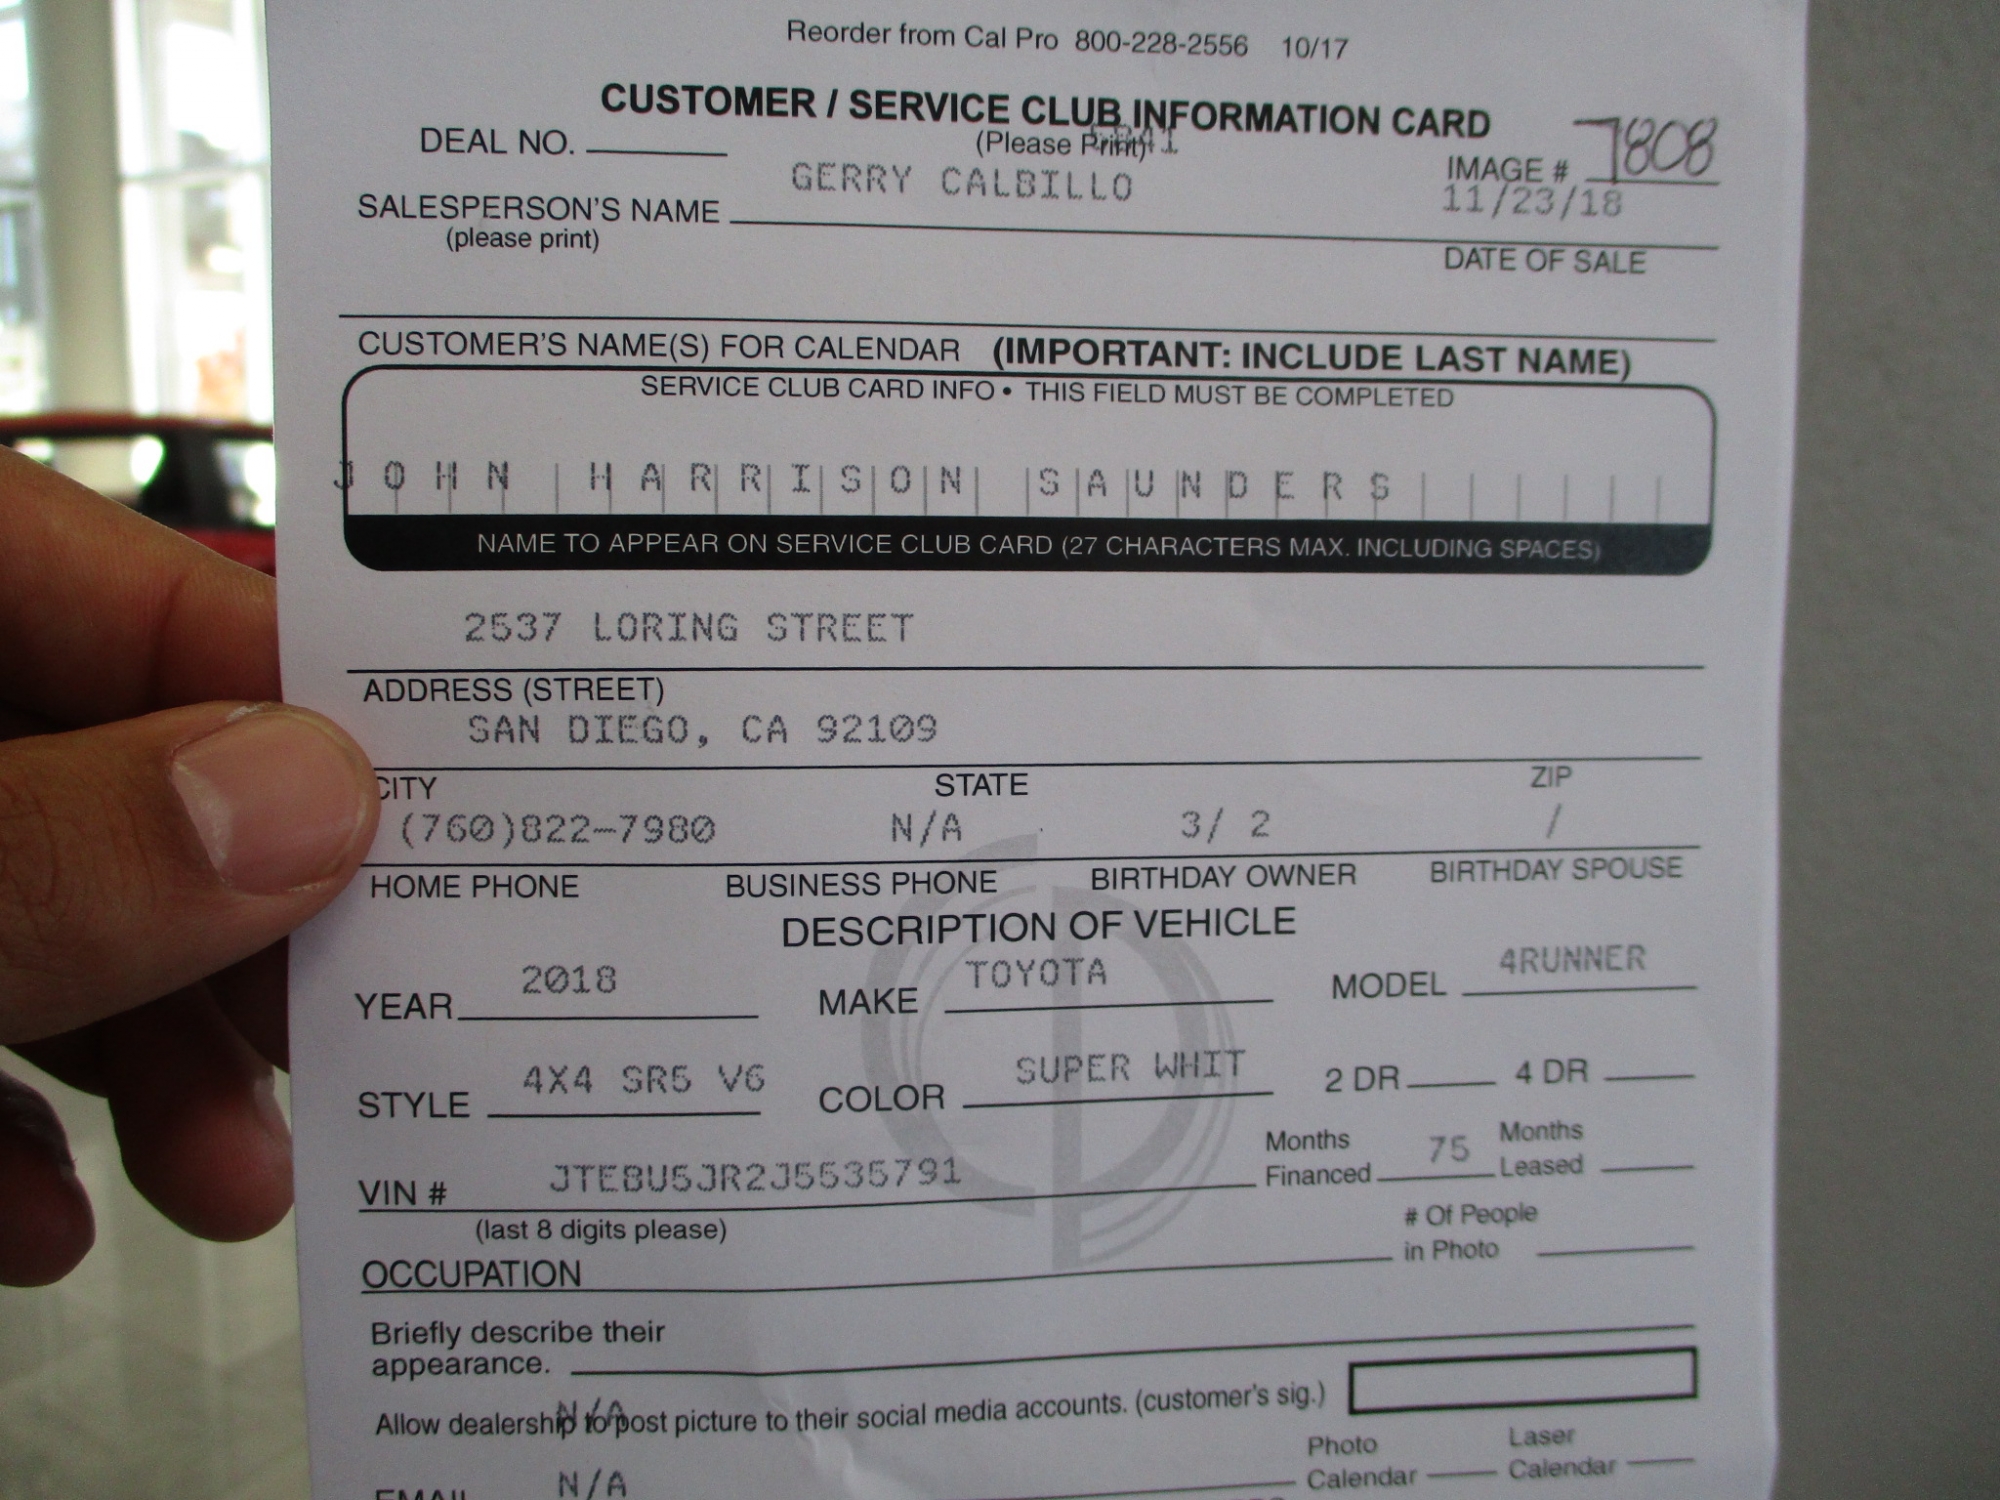 Reorder from Cal Pro 800-228-2556 10/17
CUSTOMER / SERVICE CLUB INFORMATION CARD
DEAL NO. (Please Print)
IMAGE # 7808
GERRY CALBILLO 11/23/18
SALESPERSON'S NAME
(please print) DATE OF SALE
CUSTOMER'S NAME(S) FOR CALENDAR (IMPORTANT: INCLUDE LAST NAME)
SERVICE CLUB CARD INFO • THIS FIELD MUST BE COMPLETED
JOHN HARRISON SAUNDERS
NAME TO APPEAR ON SERVICE CLUB CARD (27 CHARACTERS MAX. INCLUDING SPACES)
2537 LORING STREET
ADDRESS (STREET)
SAN DIEGO, CA 92109
CITY STATE ZIP
(760)822-7980 N/A 3/ 2 /
HOME PHONE BUSINESS PHONE BIRTHDAY OWNER BIRTHDAY SPOUSE
DESCRIPTION OF VEHICLE
YEAR 2018 MAKE TOYOTA MODEL 4RUNNER
STYLE 4X4 SR5 V6 COLOR SUPER WHIT 2 DR 4 DR
VIN # JTEBU5JR2J5535791 Months Financed 75 Months Leased
(last 8 digits please)
OCCUPATION # Of People in Photo
Briefly describe their
appearance.
N/A
Allow dealership to post picture to their social media accounts. (customer's sig.)
N/A Photo Calendar Laser Calendar
EMAIL